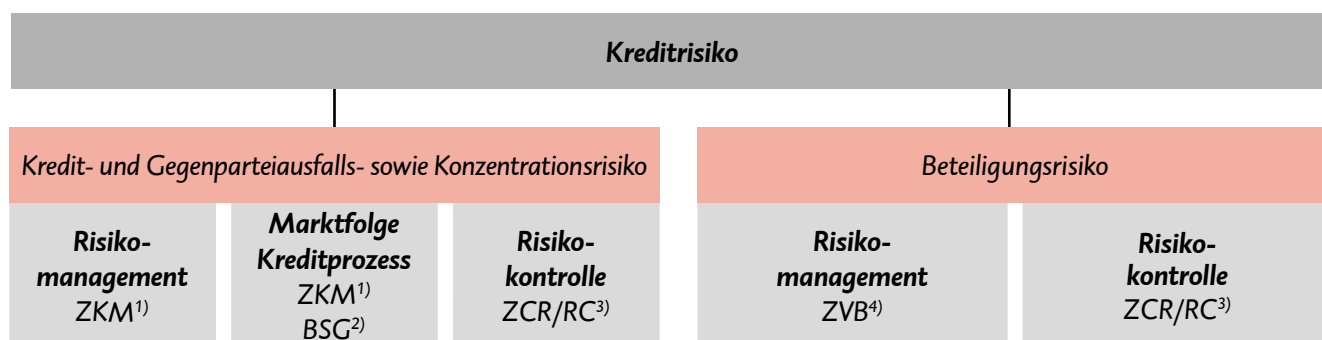 Kreditrisiko
Kredit- und Gegenparteiausfalls- sowie Konzentrationsrisiko
Risiko-
management
ZKM¹⁾
Marktfolge
Kreditprozess
ZKM¹⁾
BSG²⁾
Risiko-
kontrolle
ZCR/RC³⁾
Beteiligungsrisiko
Risiko-
management
ZVB⁴⁾
Risiko-
kontrolle
ZCR/RC³⁾